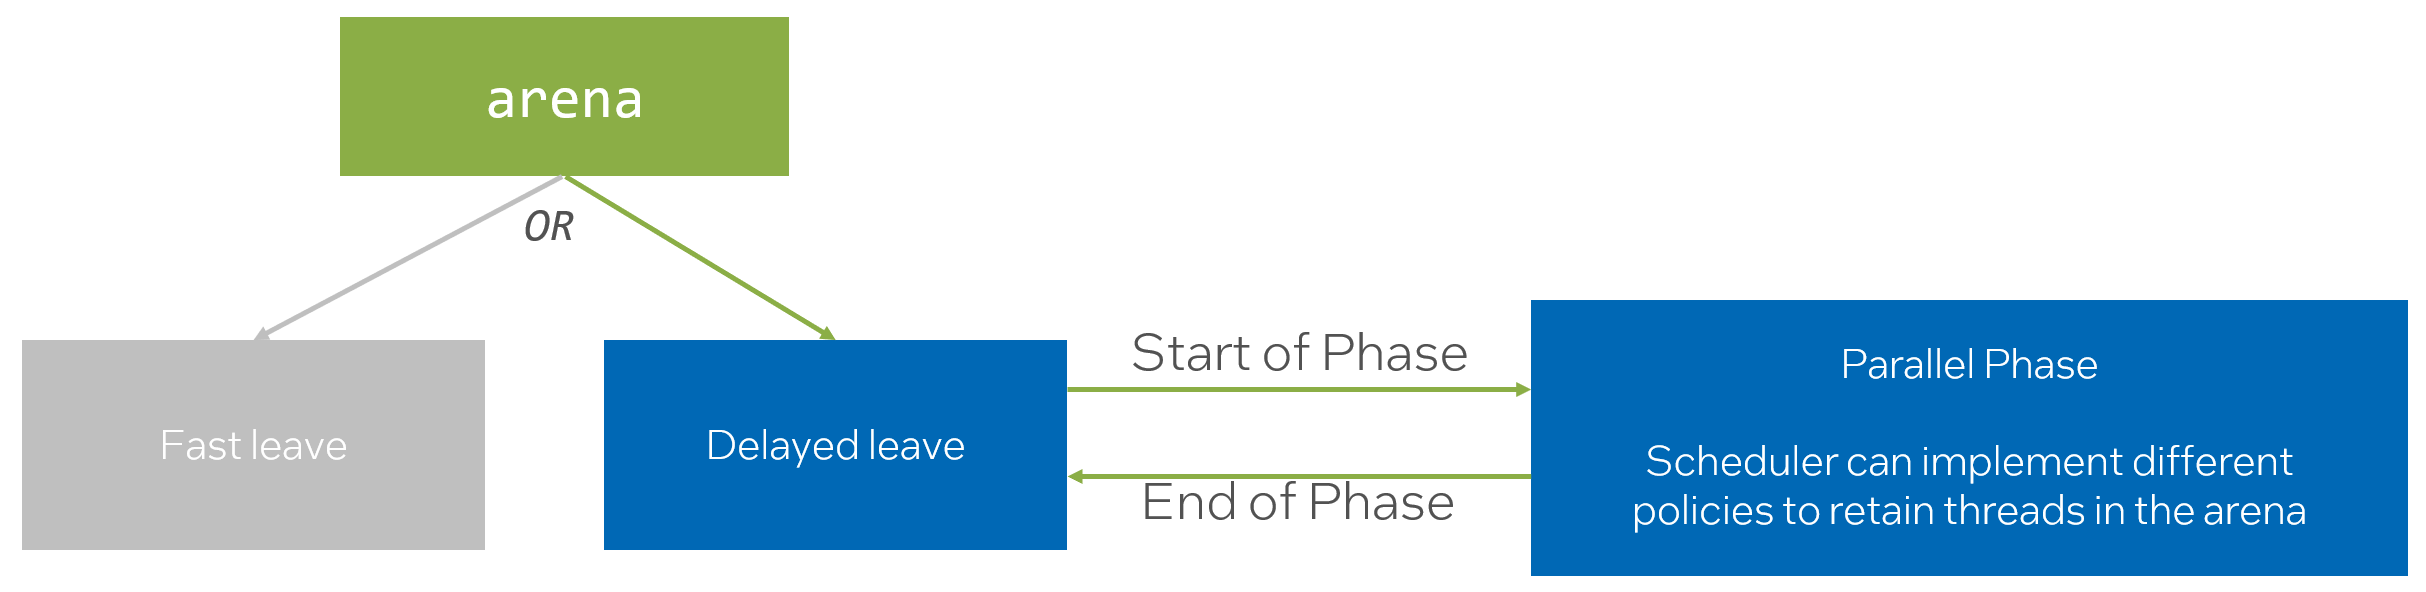 arena
OR
Fast leave
Delayed leave
Start of Phase
End of Phase
Parallel Phase
Scheduler can implement different
policies to retain threads in the arena